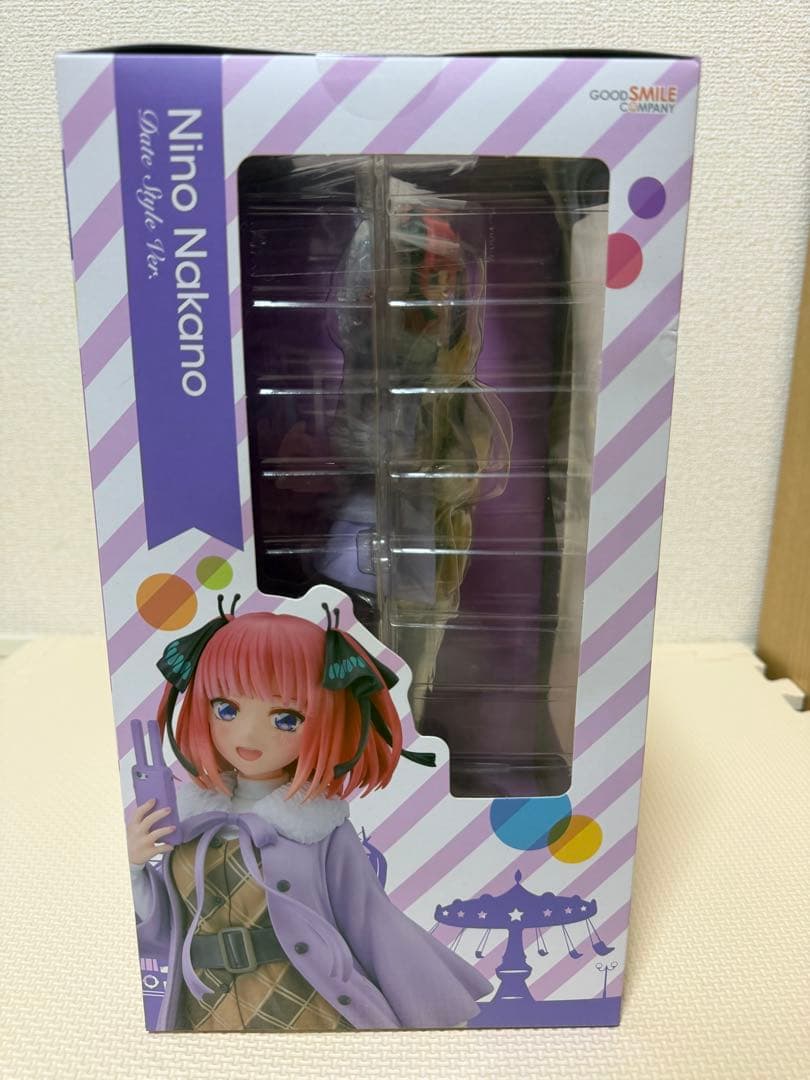 Nino Nakano
Date Style Ver.
GOOD SMILE
COMPANY